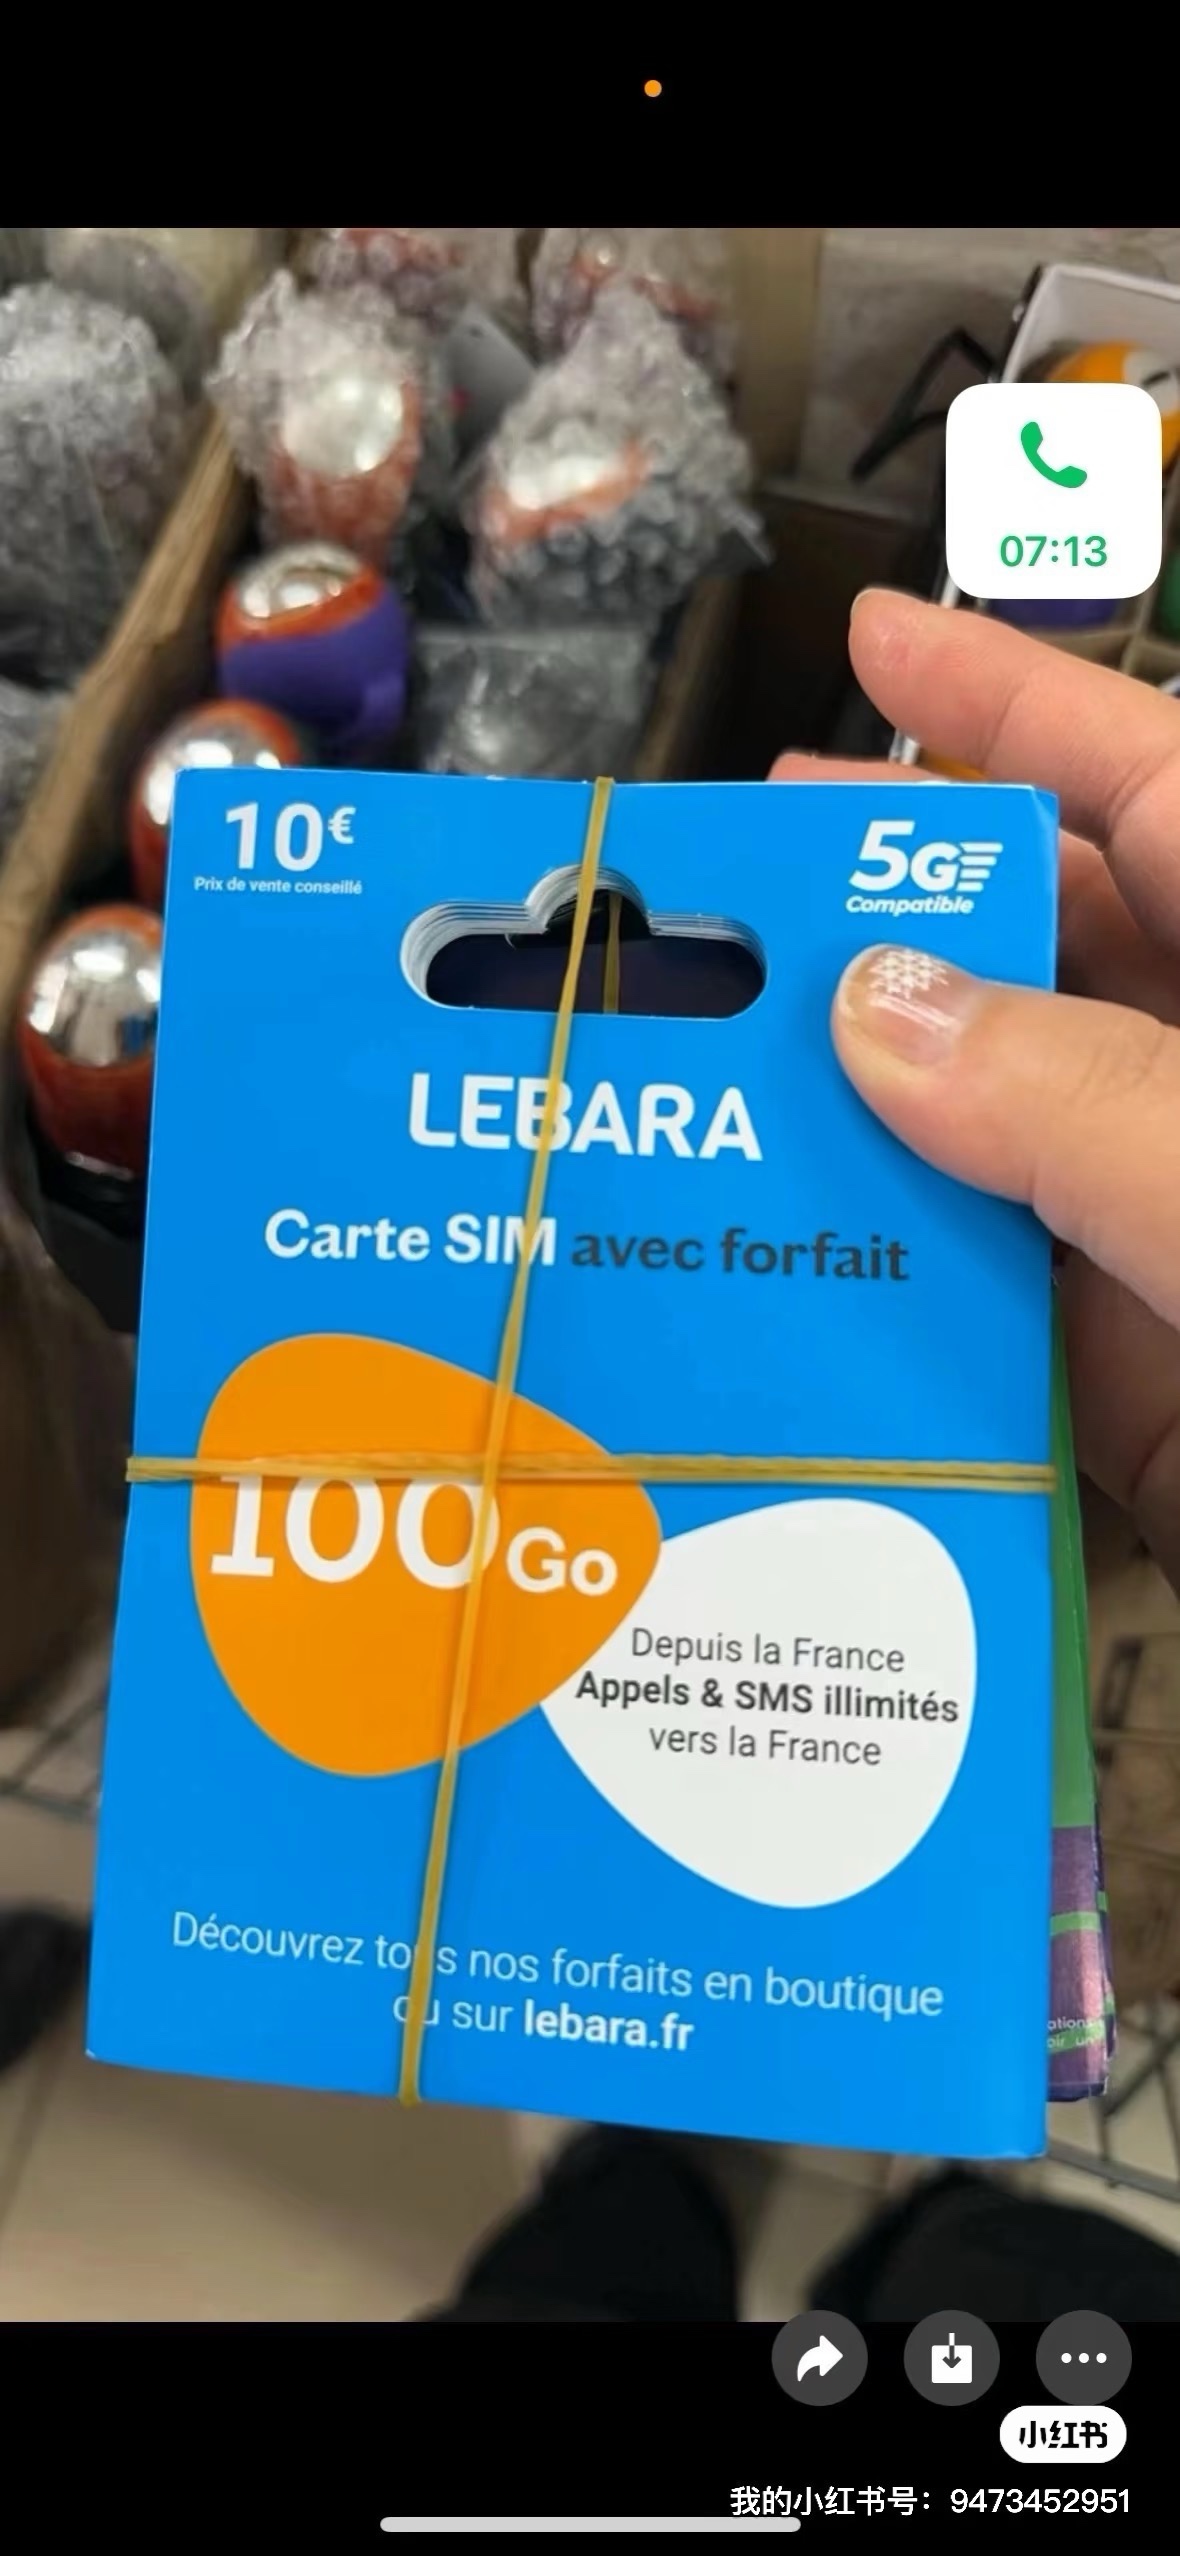 07:13
10€
Prix de vente conseillé
5G
Compatible
LEBARA
Carte SIM avec forfait
100Go
Depuis la France
Appels & SMS illimités
vers la France
Découvrez tous nos forfaits en boutique
ou sur lebara.fr
小红书
我的小红书号：9473452951